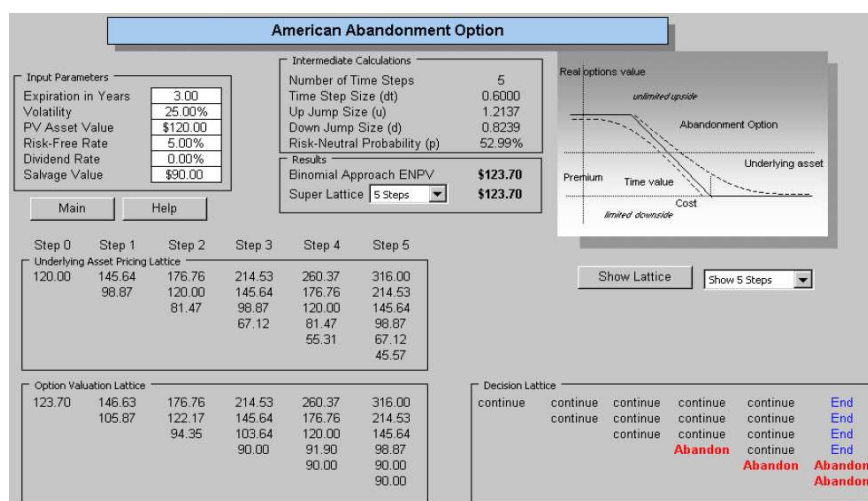 American Abandonment Option
Input Parameters
Expiration in Years 3.00
Volatility 25.00%
PV Asset Value $120.00
Risk-Free Rate 5.00%
Dividend Rate 0.00%
Salvage Value $90.00
Main Help
Intermediate Calculations
Number of Time Steps 5
Time Step Size (dt) 0.6000
Up Jump Size (u) 1.2137
Down Jump Size (d) 0.8239
Risk-Neutral Probability (p) 52.99%
Results
Binomial Approach ENPV $123.70
Super Lattice 5 Steps $123.70
Real options value
unlimited upside
Abandonment Option
Underlying asset
Premium Time value
Cost
limited downside
Show Lattice Show 5 Steps
Step 0 Step 1 Step 2 Step 3 Step 4 Step 5
Underlying Asset Pricing Lattice
120.00 145.64 176.76 214.53 260.37 316.00
98.87 120.00 145.64 176.76 214.53
81.47 98.87 120.00 145.64
67.12 81.47 98.87
55.31 67.12
45.57
Option Valuation Lattice
123.70 146.63 176.76 214.53 260.37 316.00
105.87 122.17 145.64 176.76 214.53
94.35 103.64 120.00 145.64
90.00 91.90 98.87
90.00 90.00
90.00
Decision Lattice
continue continue continue continue continue End
continue continue continue continue End
continue continue continue End
Abandon continue End
Abandon Abandon
Abandon